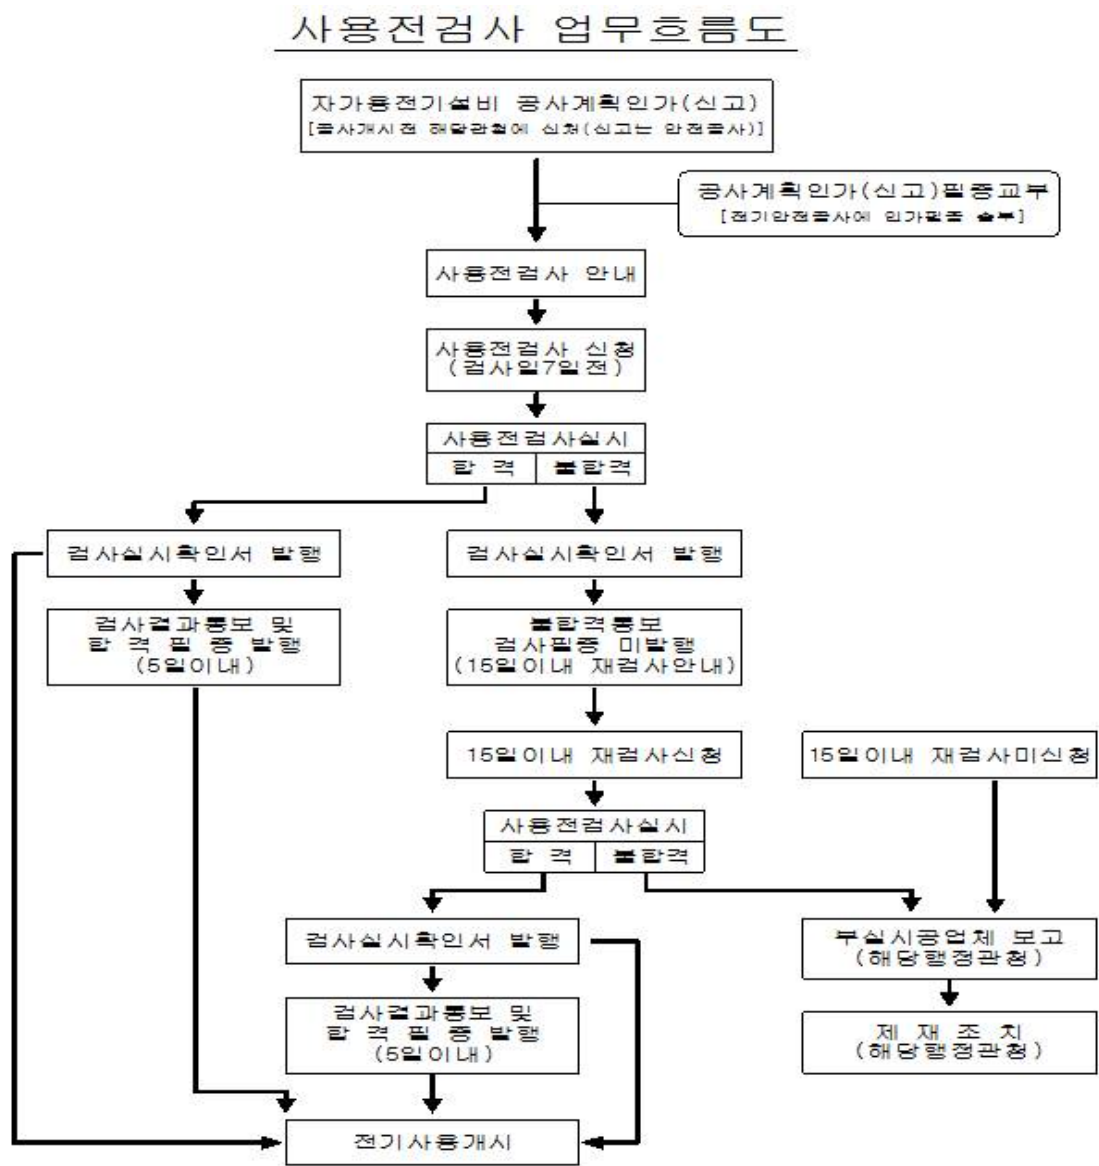 사용전검사 업무흐름도
자가용전기설비 공사계획인가(신고)
[공사개시전 해당관청에 신청(신고는 안전공사)]
공사계획인가(신고)필증교부
[전기안전공사에 인가필증 송부]
사용전검사 안내
사용전검사 신청
(검사일7일전)
사용전검사실시
합 격 불합격
검사실시확인서 발행 검사실시확인서 발행
검사결과통보 및
합 격 필 증 발행
(5일이내)
불합격통보
검사필증 미발행
(15일이내 재검사안내)
15일이내 재검사신청 15일이내 재검사미신청
사용전검사실시
합 격 불합격
검사실시확인서 발행
부실시공업체 보고
(해당행정관청)
검사결과통보 및
합 격 필 증 발행
(5일이내)
제 재 조 치
(해당행정관청)
전기사용개시